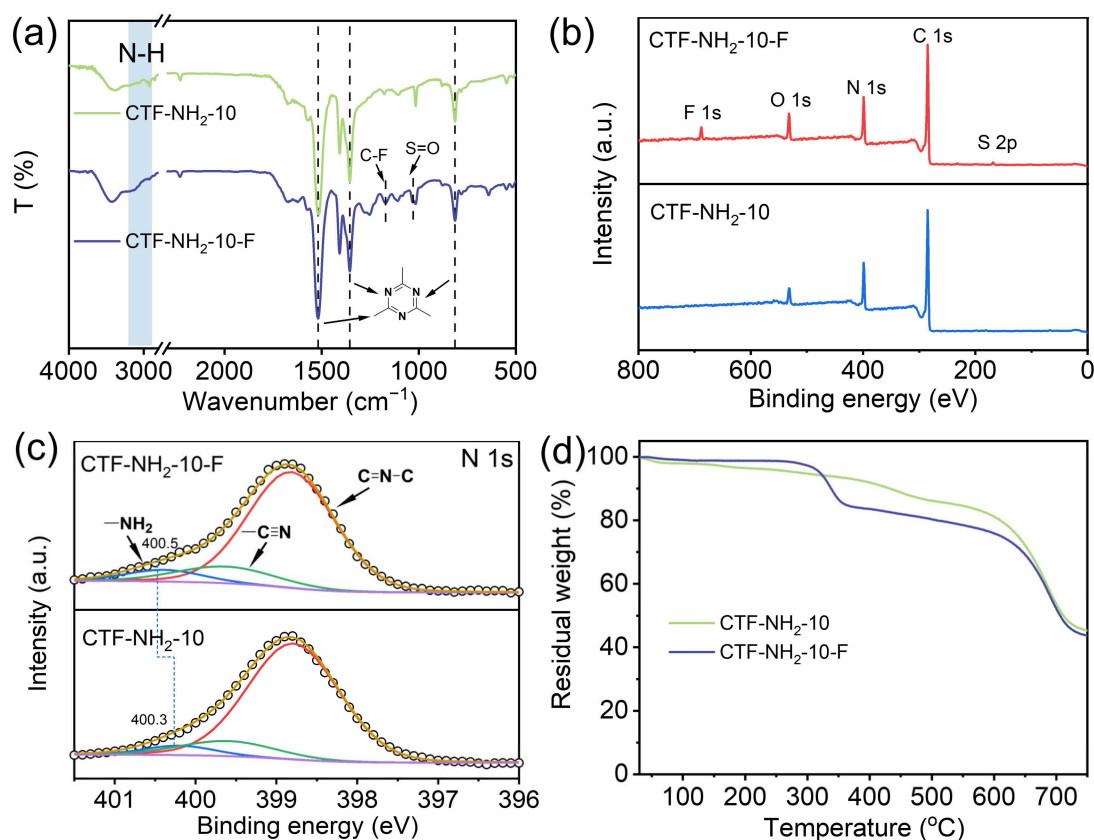 (a)
N-H
CTF-NH₂-10
C-F
S=O
CTF-NH₂-10-F
N
N
N
T (%)
4000 3000 2000 1500 1000 500
Wavenumber (cm⁻¹)
(b)
CTF-NH₂-10-F
C 1s
N 1s
O 1s
F 1s
S 2p
CTF-NH₂-10
Intensity (a.u.)
800 600 400 200 0
Binding energy (eV)
(c)
CTF-NH₂-10-F
N 1s
C=N-C
—NH₂
400.5
—C≡N
CTF-NH₂-10
400.3
Intensity (a.u.)
401 400 399 398 397 396
Binding energy (eV)
(d)
100
80
60
40
20
0
CTF-NH₂-10
CTF-NH₂-10-F
Residual weight (%)
100 200 300 400 500 600 700
Temperature (°C)